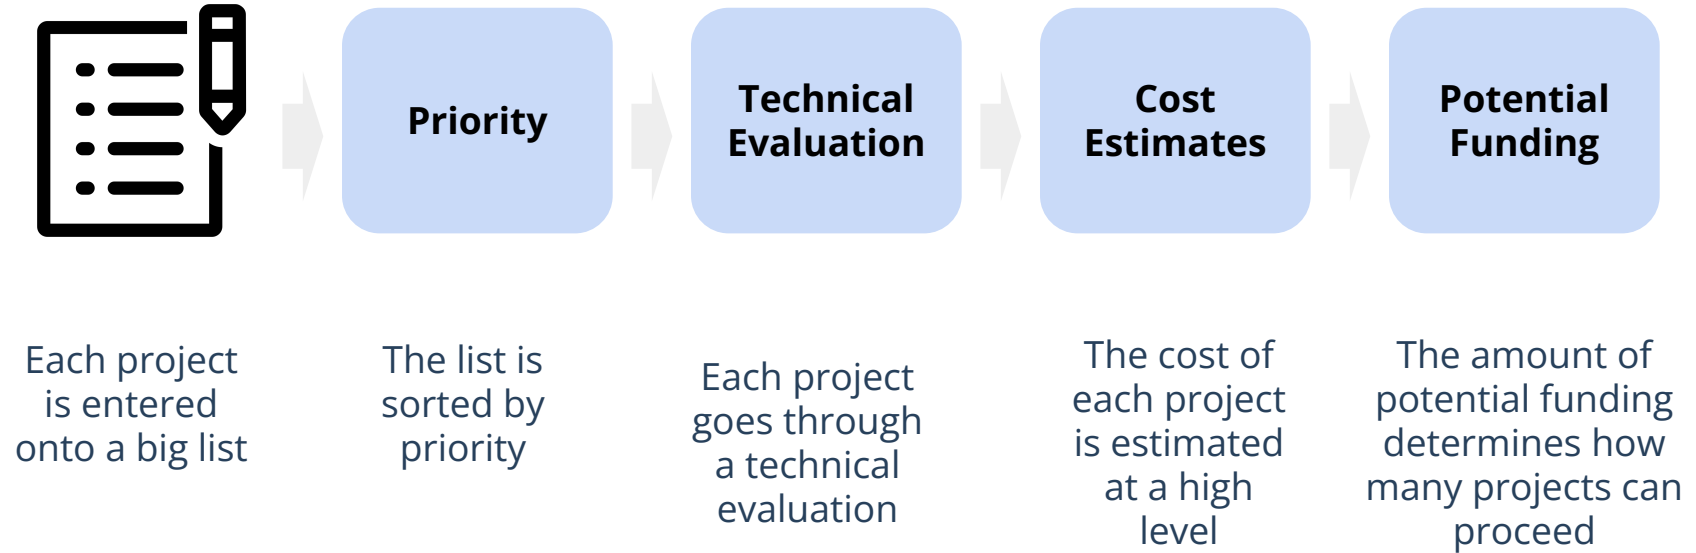 Priority
Technical
Evaluation
Cost
Estimates
Potential
Funding
Each project
is entered
onto a big list
The list is
sorted by
priority
Each project
goes through
a technical
evaluation
The cost of
each project
is estimated
at a high
level
The amount of
potential funding
determines how
many projects can
proceed